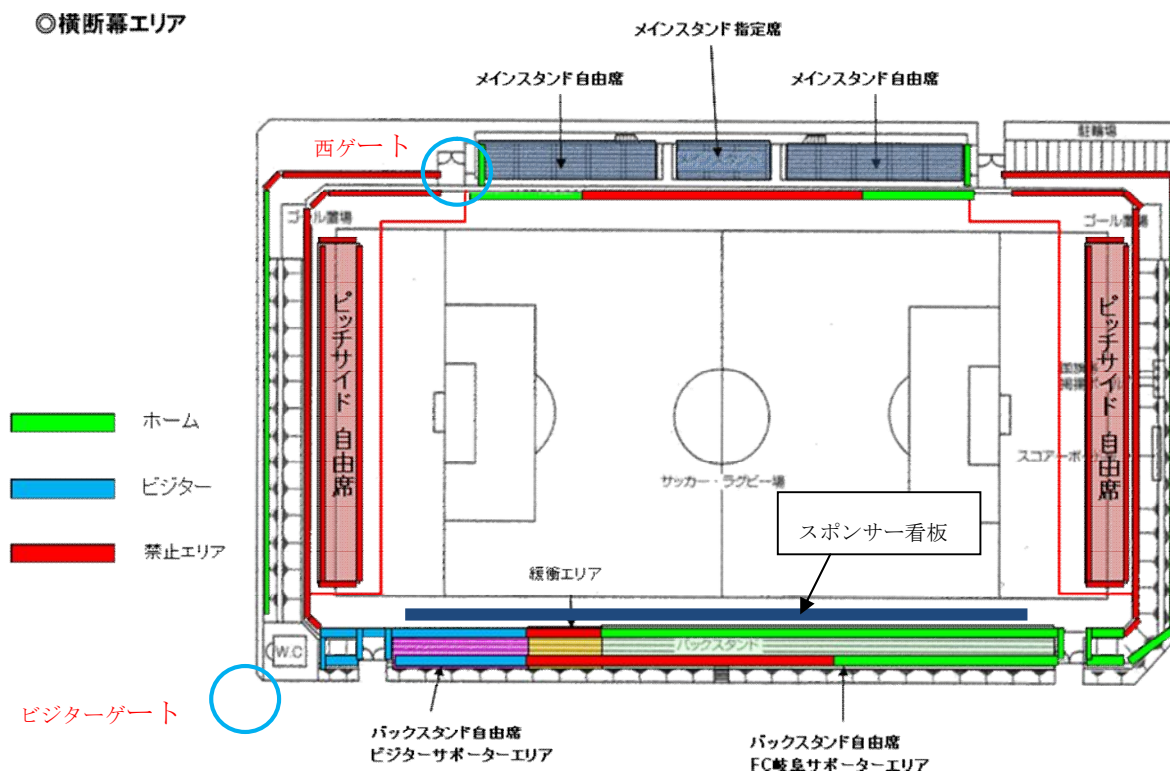 ◎横断幕エリア
メインスタンド指定席
メインスタンド自由席
メインスタンド自由席
駐輪場
西ゲート
メインスタンド
ゴール置場
ゴール置場
ピッチサイド 自由席
ピッチサイド 自由席
ホーム
ビジター
禁止エリア
スコアーボ
サッカー・ラグビー場
スポンサー看板
緩衝エリア
バックスタンド
W.C
ビジターゲート
バックスタンド自由席
ビジターサポーターエリア
バックスタンド自由席
FC岐阜サポーターエリア